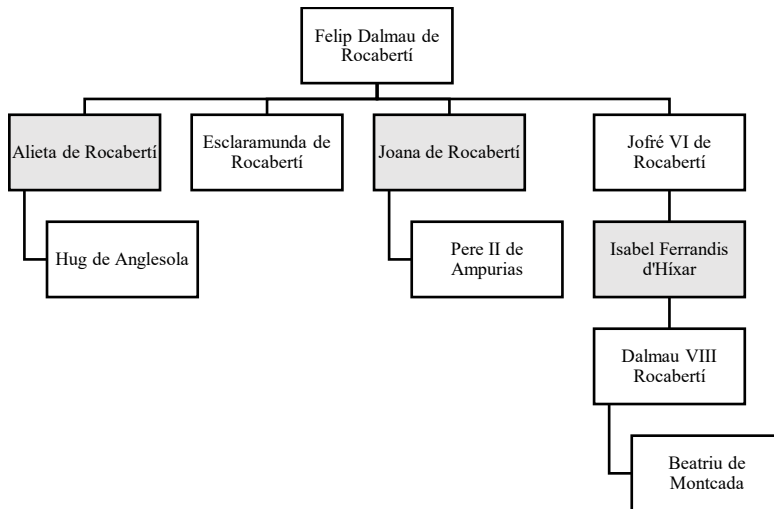 Felip Dalmau de
Rocabertí
Alieta de Rocabertí
Esclaramunda de
Rocabertí
Joana de Rocabertí
Jofré VI de
Rocabertí
Hug de Anglesola
Pere II de
Ampurias
Isabel Ferrandis
d'Híxar
Dalmau VIII
Rocabertí
Beatriu de
Montcada